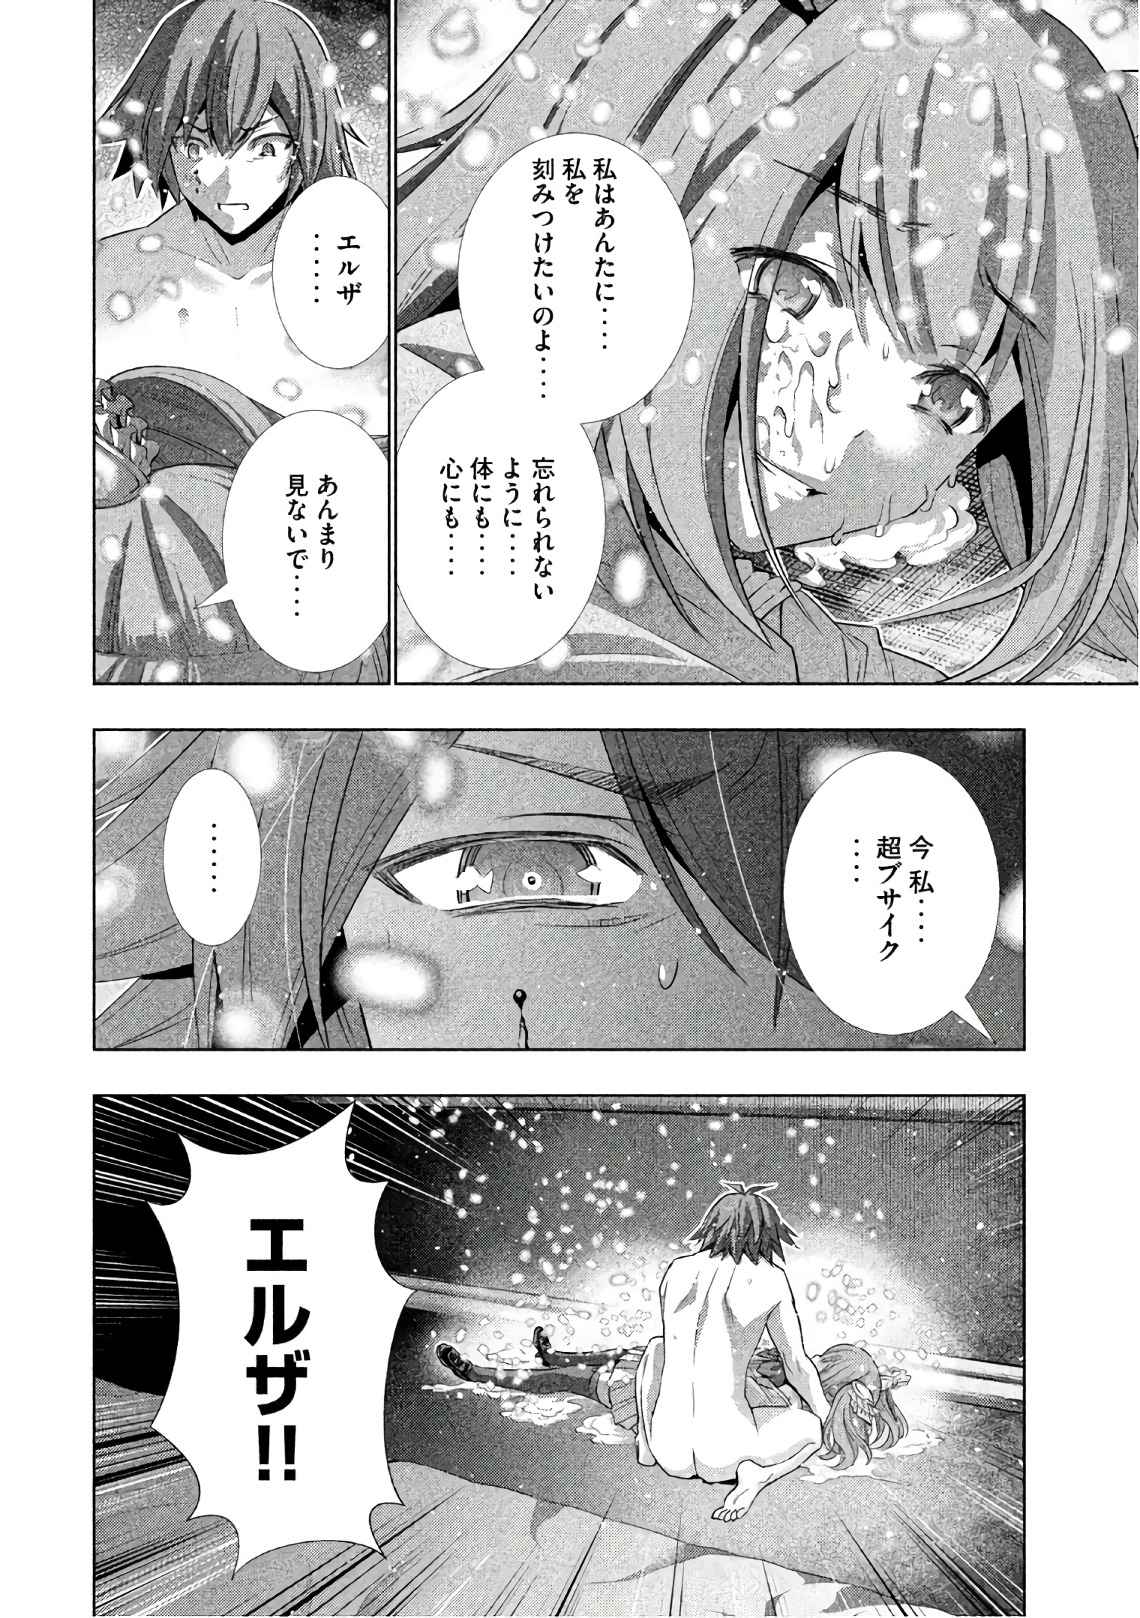 私はあんたに‥‥
私を
刻みつけたいのよ‥‥
忘れられない
ように‥‥
体にも‥‥
心にも‥‥
エルザ
‥‥‥
あんまり
見ないで‥‥
今 私‥‥
超ブサイク
‥‥
‥‥‥
エルザ!!